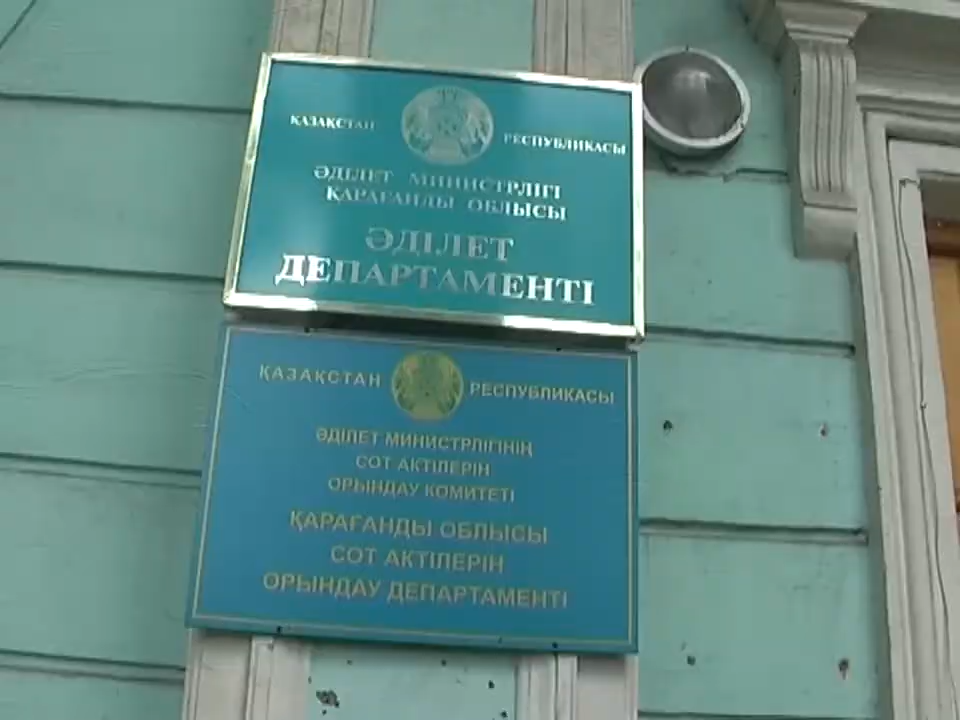 ҚАЗАҚСТАН РЕСПУБЛИКАСЫ
ӘДІЛЕТ МИНИСТРЛІГІ
ҚАРАҒАНДЫ ОБЛЫСЫ
ӘДІЛЕТ
ДЕПАРТАМЕНТІ
ҚАЗАҚСТАН РЕСПУБЛИКАСЫ
ӘДІЛЕТ МИНИСТРЛІГІНІҢ
СОТ АКТІЛЕРІН
ОРЫНДАУ КОМИТЕТІ
ҚАРАҒАНДЫ ОБЛЫСЫ
СОТ АКТІЛЕРІН
ОРЫНДАУ ДЕПАРТАМЕНТІ